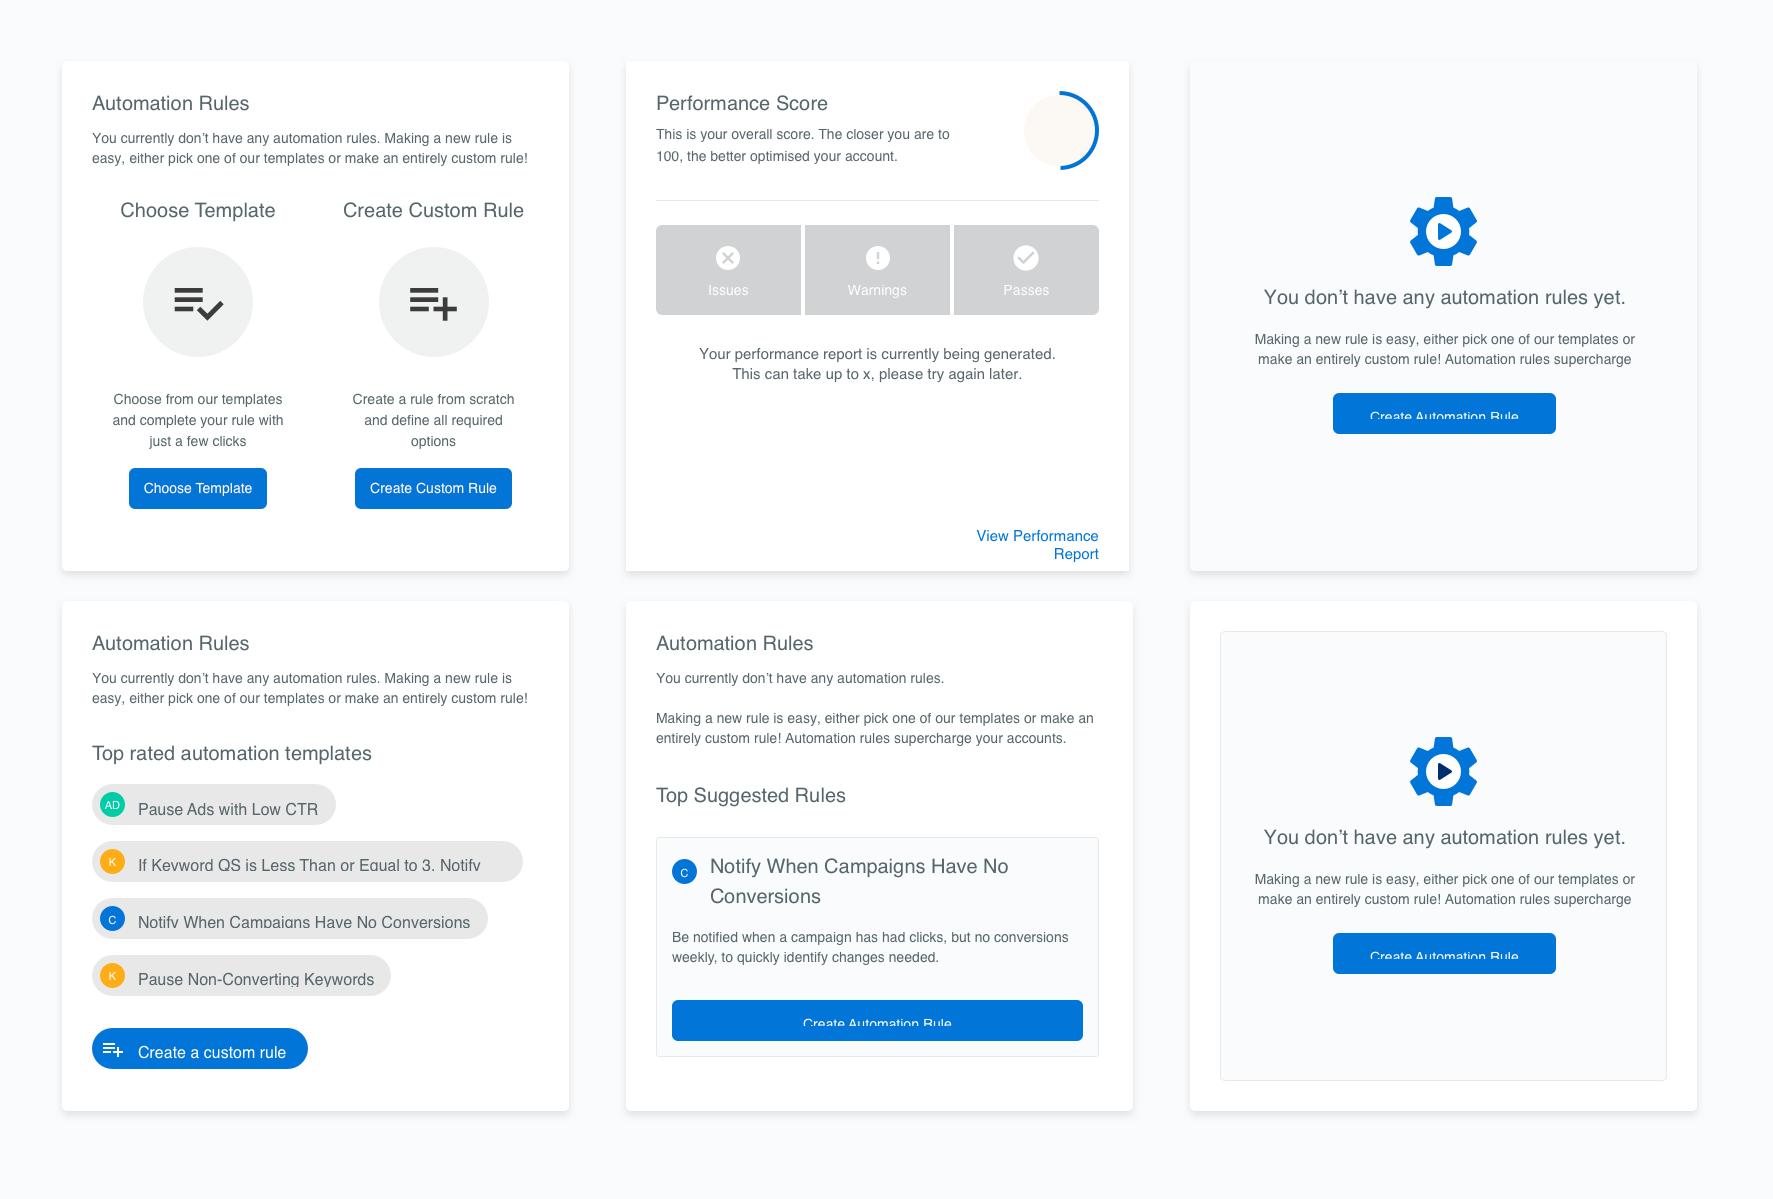 Automation Rules
You currently don’t have any automation rules. Making a new rule is
easy, either pick one of our templates or make an entirely custom rule!
Choose Template
Create Custom Rule
Choose from our templates
and complete your rule with
just a few clicks
Create a rule from scratch
and define all required
options
Choose Template
Create Custom Rule
Performance Score
This is your overall score. The closer you are to
100, the better optimised your account.
Issues
Warnings
Passes
Your performance report is currently being generated.
This can take up to x, please try again later.
View Performance
Report
You don’t have any automation rules yet.
Making a new rule is easy, either pick one of our templates or
make an entirely custom rule! Automation rules supercharge
Create Automation Rule
Automation Rules
You currently don’t have any automation rules. Making a new rule is
easy, either pick one of our templates or make an entirely custom rule!
Top rated automation templates
AD Pause Ads with Low CTR
K If Keyword QS is Less Than or Equal to 3, Notify
C Notify When Campaigns Have No Conversions
K Pause Non-Converting Keywords
Create a custom rule
Automation Rules
You currently don’t have any automation rules.
Making a new rule is easy, either pick one of our templates or make an
entirely custom rule! Automation rules supercharge your accounts.
Top Suggested Rules
C Notify When Campaigns Have No
Conversions
Be notified when a campaign has had clicks, but no conversions
weekly, to quickly identify changes needed.
Create Automation Rule
You don’t have any automation rules yet.
Making a new rule is easy, either pick one of our templates or
make an entirely custom rule! Automation rules supercharge
Create Automation Rule